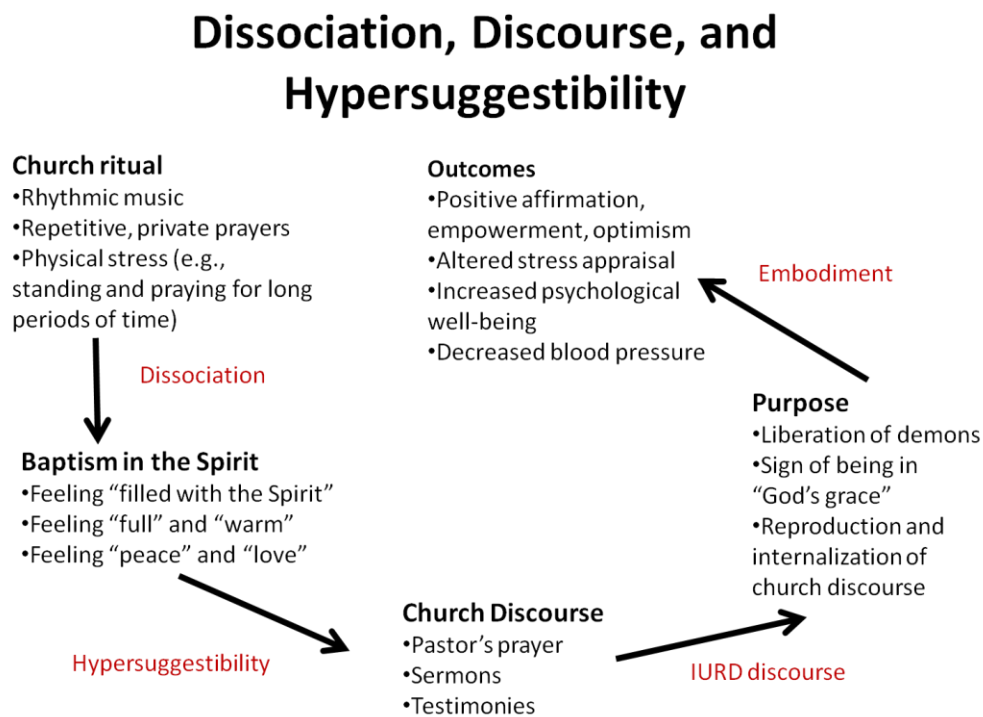 Dissociation, Discourse, and
Hypersuggestibility
Church ritual
•Rhythmic music
•Repetitive, private prayers
•Physical stress (e.g.,
standing and praying for long
periods of time)
Dissociation
Baptism in the Spirit
•Feeling “filled with the Spirit”
•Feeling “full” and “warm”
•Feeling “peace” and “love”
Hypersuggestibility
Church Discourse
•Pastor’s prayer
•Sermons
•Testimonies
IURD discourse
Purpose
•Liberation of demons
•Sign of being in
“God’s grace”
•Reproduction and
internalization of
church discourse
Embodiment
Outcomes
•Positive affirmation,
empowerment, optimism
•Altered stress appraisal
•Increased psychological
well-being
•Decreased blood pressure